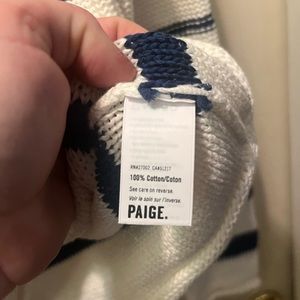 100% Cotton/Coton
See care on reverse.
Voir le soin sur l'inverse.
PAIGE.